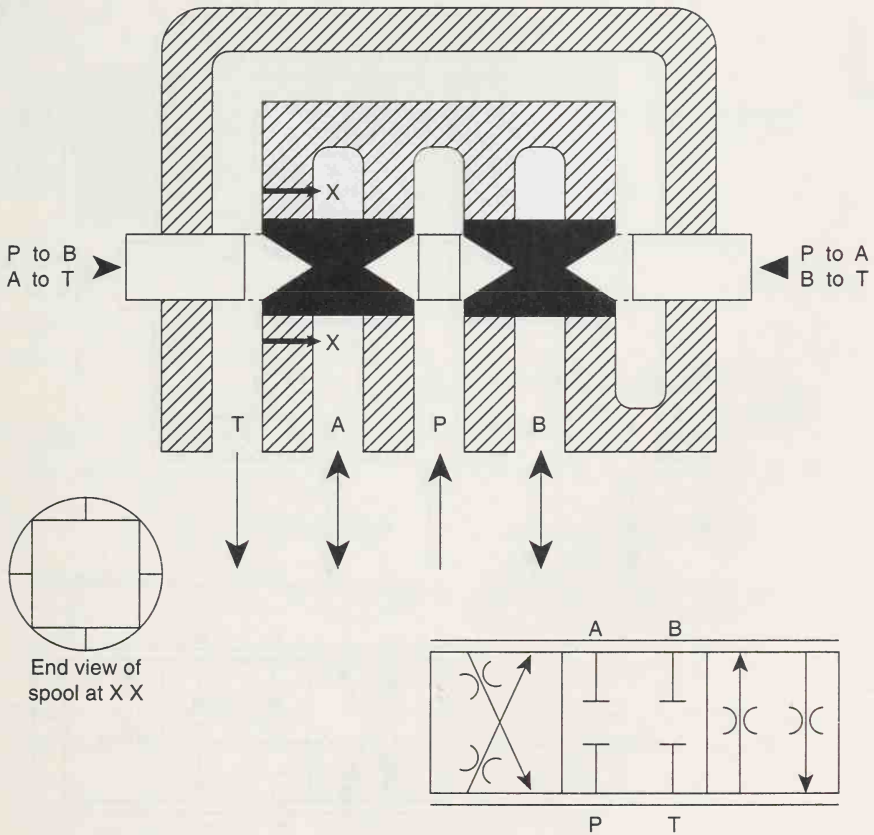 X
P to B
A to T
P to A
B to T
X
T A P B
End view of
spool at X X
A B
P T